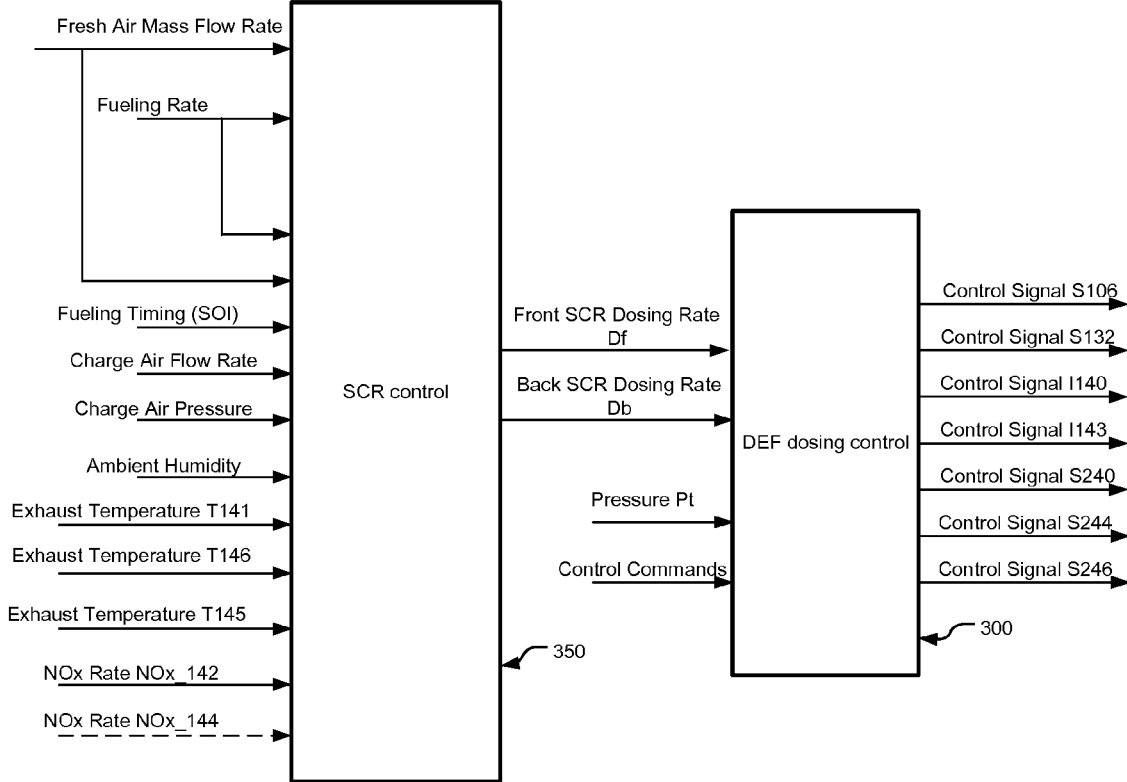 Fresh Air Mass Flow Rate
Fueling Rate
Fueling Timing (SOI)
Charge Air Flow Rate
Charge Air Pressure
Ambient Humidity
Exhaust Temperature T141
Exhaust Temperature T146
Exhaust Temperature T145
NOx Rate NOx_142
NOx Rate NOx_144
SCR control
350
Front SCR Dosing Rate
Df
Back SCR Dosing Rate
Db
Pressure Pt
Control Commands
DEF dosing control
300
Control Signal S106
Control Signal S132
Control Signal I140
Control Signal I143
Control Signal S240
Control Signal S244
Control Signal S246